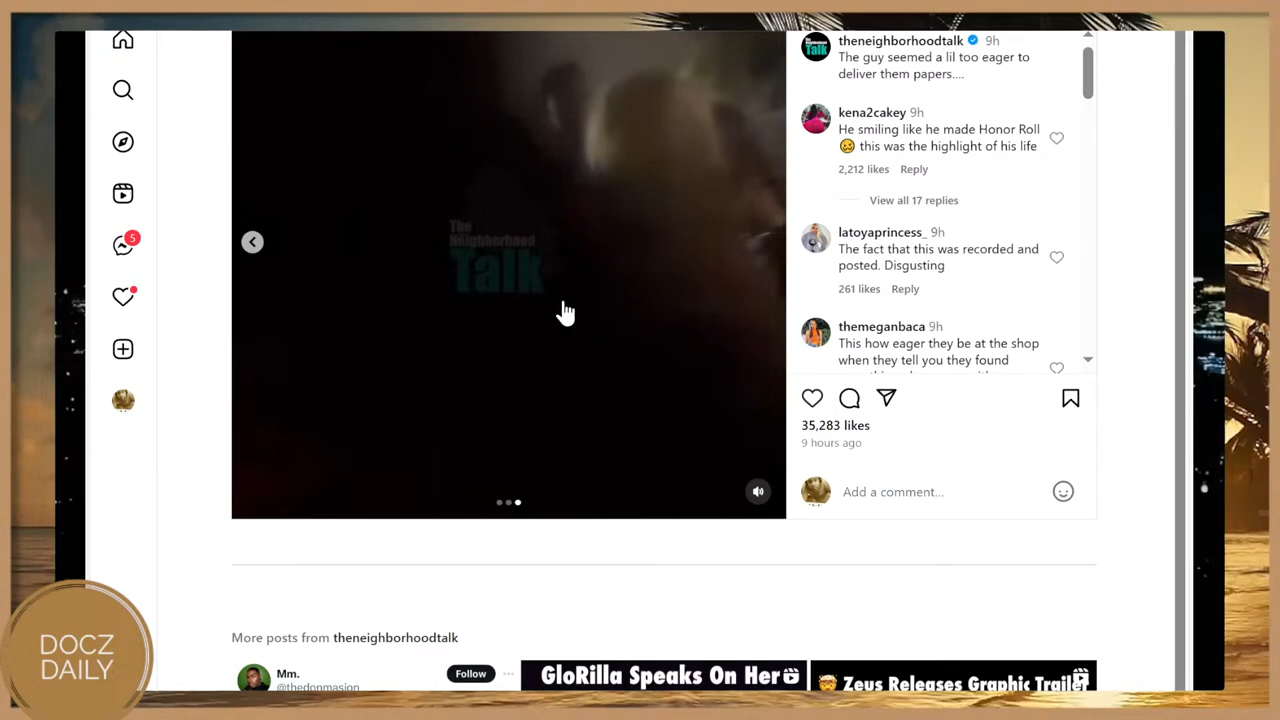 theneighborhoodtalk 9h
The guy seemed a lil too eager to
deliver them papers....
kena2cakey 9h
He smiling like he made Honor Roll
🥴 this was the highlight of his life
2,212 likes Reply
View all 17 replies
latoyaprincess_ 9h
The fact that this was recorded and
posted. Disgusting
261 likes Reply
themeganbaca 9h
This how eager they be at the shop
when they tell you they found
35,283 likes
9 hours ago
Add a comment...
The
Neighborhood
Talk
5
More posts from theneighborhoodtalk
Mm. Follow
@thedonmasion
GloRilla Speaks On Her
Zeus Releases Graphic Trailer
DOCZ
DAILY